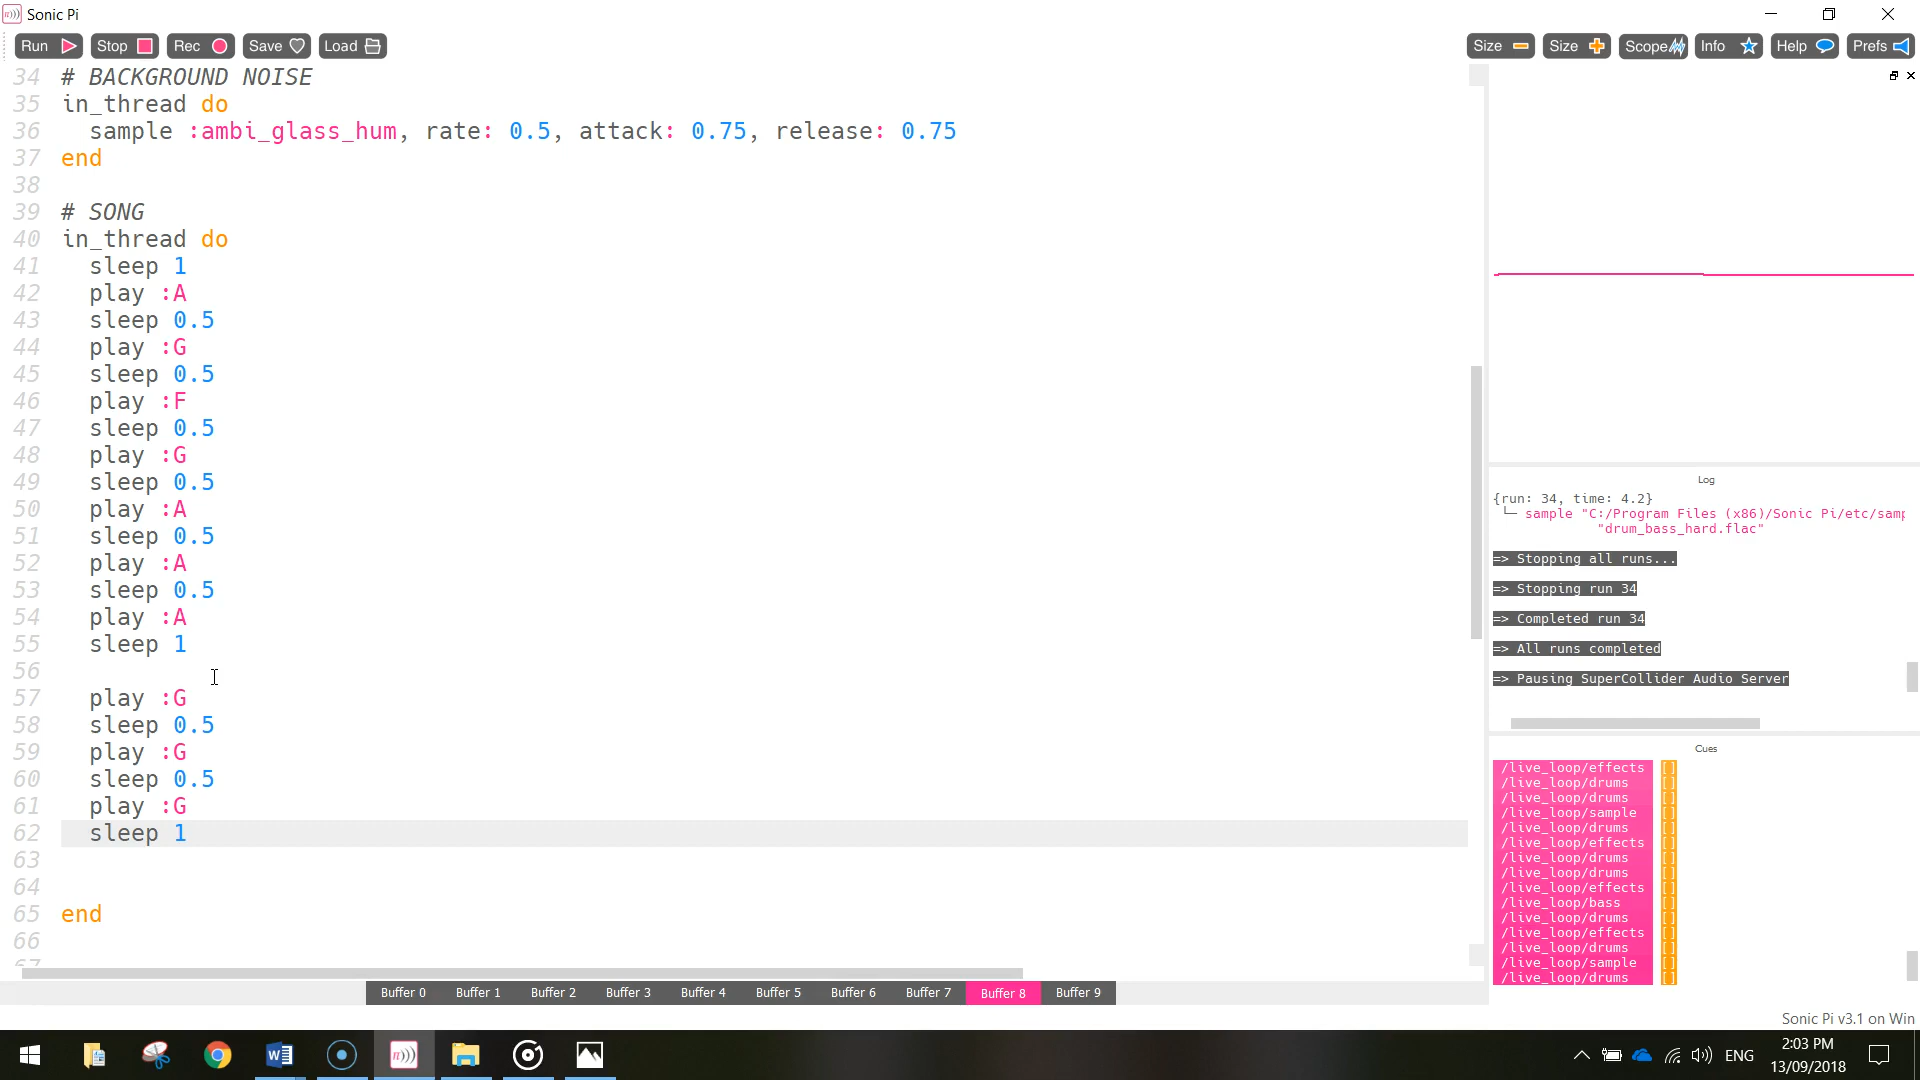 Sonic Pi
Run Stop Rec Save Load Size Size Scope Info Help Prefs
34 # BACKGROUND NOISE
35 in_thread do
36 sample :ambi_glass_hum, rate: 0.5, attack: 0.75, release: 0.75
37 end
38
39 # SONG
40 in_thread do
41 sleep 1
42 play :A
43 sleep 0.5
44 play :G
45 sleep 0.5
46 play :F
47 sleep 0.5
48 play :G
49 sleep 0.5
50 play :A
51 sleep 0.5
52 play :A
53 sleep 0.5
54 play :A
55 sleep 1
56
57 play :G
58 sleep 0.5
59 play :G
60 sleep 0.5
61 play :G
62 sleep 1
63
64
65 end
66
67
Log
{run: 34, time: 4.2}
└─ sample "C:/Program Files (x86)/Sonic Pi/etc/samp
"drum_bass_hard.flac"
=> Stopping all runs...
=> Stopping run 34
=> Completed run 34
=> All runs completed
=> Pausing SuperCollider Audio Server
Cues
/live_loop/effects []
/live_loop/drums []
/live_loop/drums []
/live_loop/sample []
/live_loop/drums []
/live_loop/effects []
/live_loop/drums []
/live_loop/drums []
/live_loop/effects []
/live_loop/bass []
/live_loop/drums []
/live_loop/effects []
/live_loop/drums []
/live_loop/sample []
/live_loop/drums []
Buffer 0 Buffer 1 Buffer 2 Buffer 3 Buffer 4 Buffer 5 Buffer 6 Buffer 7 Buffer 8 Buffer 9
Sonic Pi v3.1 on Win
ENG
2:03 PM
13/09/2018